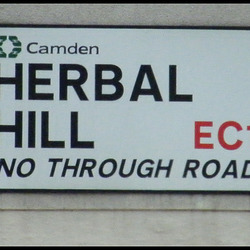 Camden
HERBAL
HILL EC1
NO THROUGH ROAD